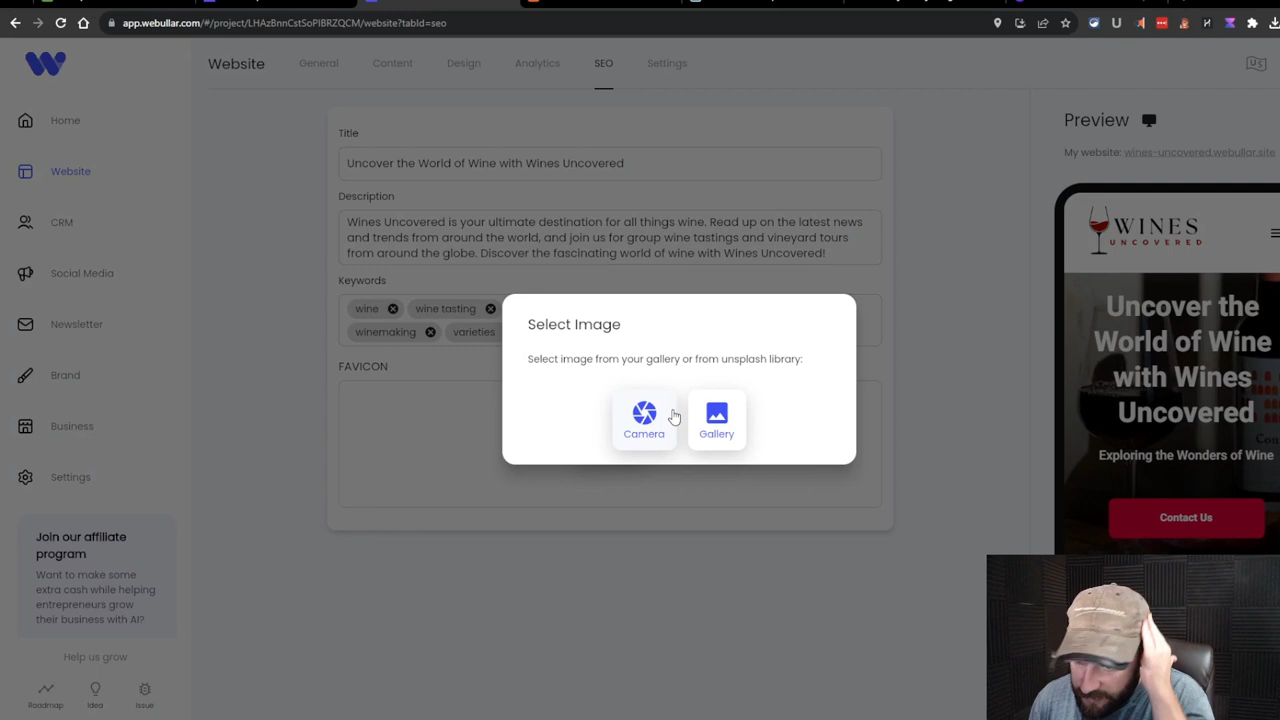 app.webullar.com/#/project/LHAzBnnCstSoPIBRZQCM/website?tabId=seo
Website
General
Content
Design
Analytics
SEO
Settings
Home
Website
CRM
Social Media
Newsletter
Brand
Business
Settings
Join our affiliate
program
Want to make some
extra cash while helping
entrepreneurs grow
their business with AI?
Help us grow
Roadmap
Idea
Issue
Title
Uncover the World of Wine with Wines Uncovered
Description
Wines Uncovered is your ultimate destination for all things wine. Read up on the latest news
and trends from around the world, and join us for group wine tastings and vineyard tours
from around the globe. Discover the fascinating world of wine with Wines Uncovered!
Keywords
wine
wine tasting
winemaking
varieties
FAVICON
Select Image
Select image from your gallery or from unsplash library:
Camera
Gallery
Preview
My website: wines-uncovered.webullar.site
WINES
UNCOVERED
Uncover the
World of Wine
with Wines
Uncovered
Exploring the Wonders of Wine
Contact Us